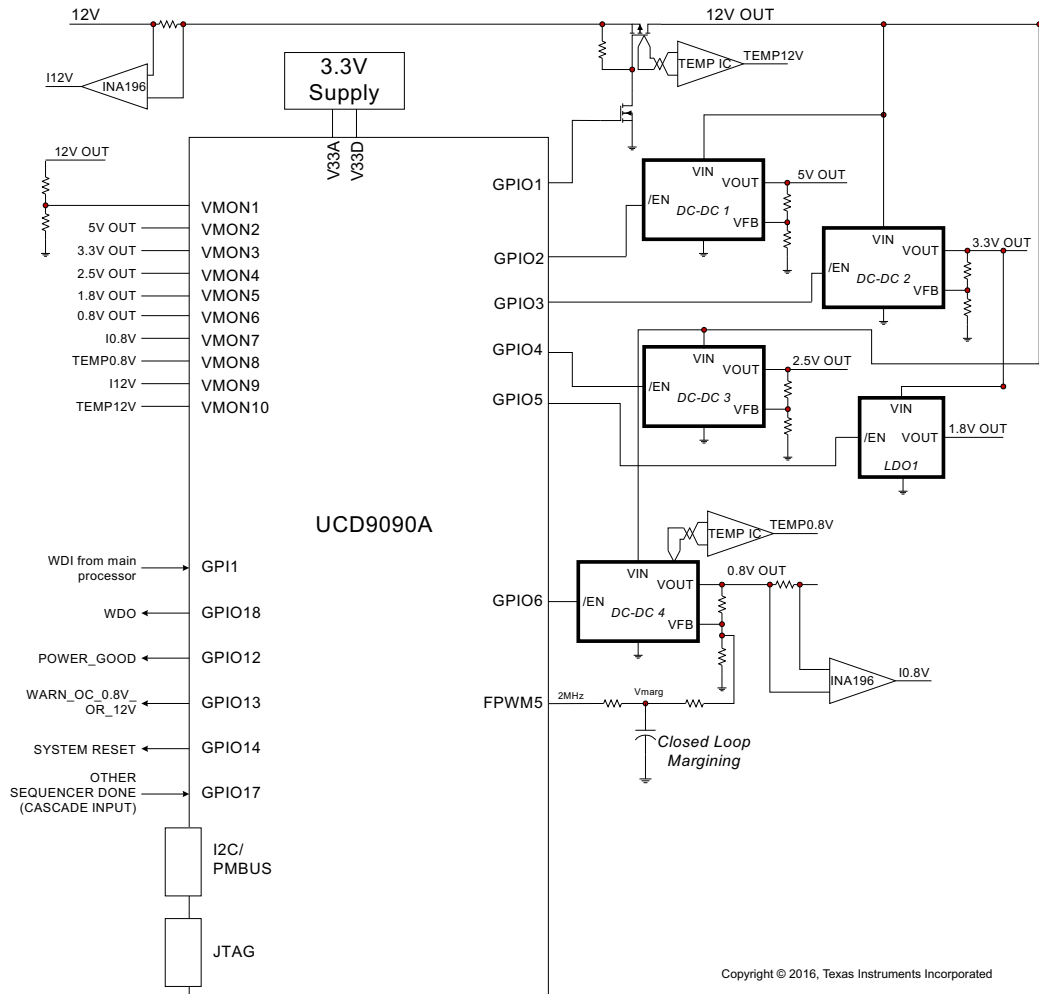 12V
12V OUT
I12V
INA196
3.3V
Supply
TEMP IC
TEMP12V
V33A
V33D
12V OUT
VMON1
5V OUT
VMON2
3.3V OUT
VMON3
2.5V OUT
VMON4
1.8V OUT
VMON5
0.8V OUT
VMON6
I0.8V
VMON7
TEMP0.8V
VMON8
I12V
VMON9
TEMP12V
VMON10
GPIO1
GPIO2
GPIO3
GPIO4
GPIO5
VIN
VOUT
/EN
DC-DC 1
VFB
5V OUT
VIN
VOUT
/EN
DC-DC 2
VFB
3.3V OUT
VIN
VOUT
/EN
DC-DC 3
VFB
2.5V OUT
VIN
/EN
VOUT
LDO1
1.8V OUT
UCD9090A
TEMP IC
TEMP0.8V
WDI from main
processor
GPI1
WDO
GPIO18
POWER_GOOD
GPIO12
WARN_OC_0.8V_
OR_12V
GPIO13
SYSTEM RESET
GPIO14
OTHER
SEQUENCER DONE
(CASCADE INPUT)
GPIO17
GPIO6
VIN
VOUT
/EN
DC-DC 4
VFB
0.8V OUT
INA196
I0.8V
FPWM5
2MHz
Vmarg
Closed Loop
Margining
I2C/
PMBUS
JTAG
Copyright © 2016, Texas Instruments Incorporated